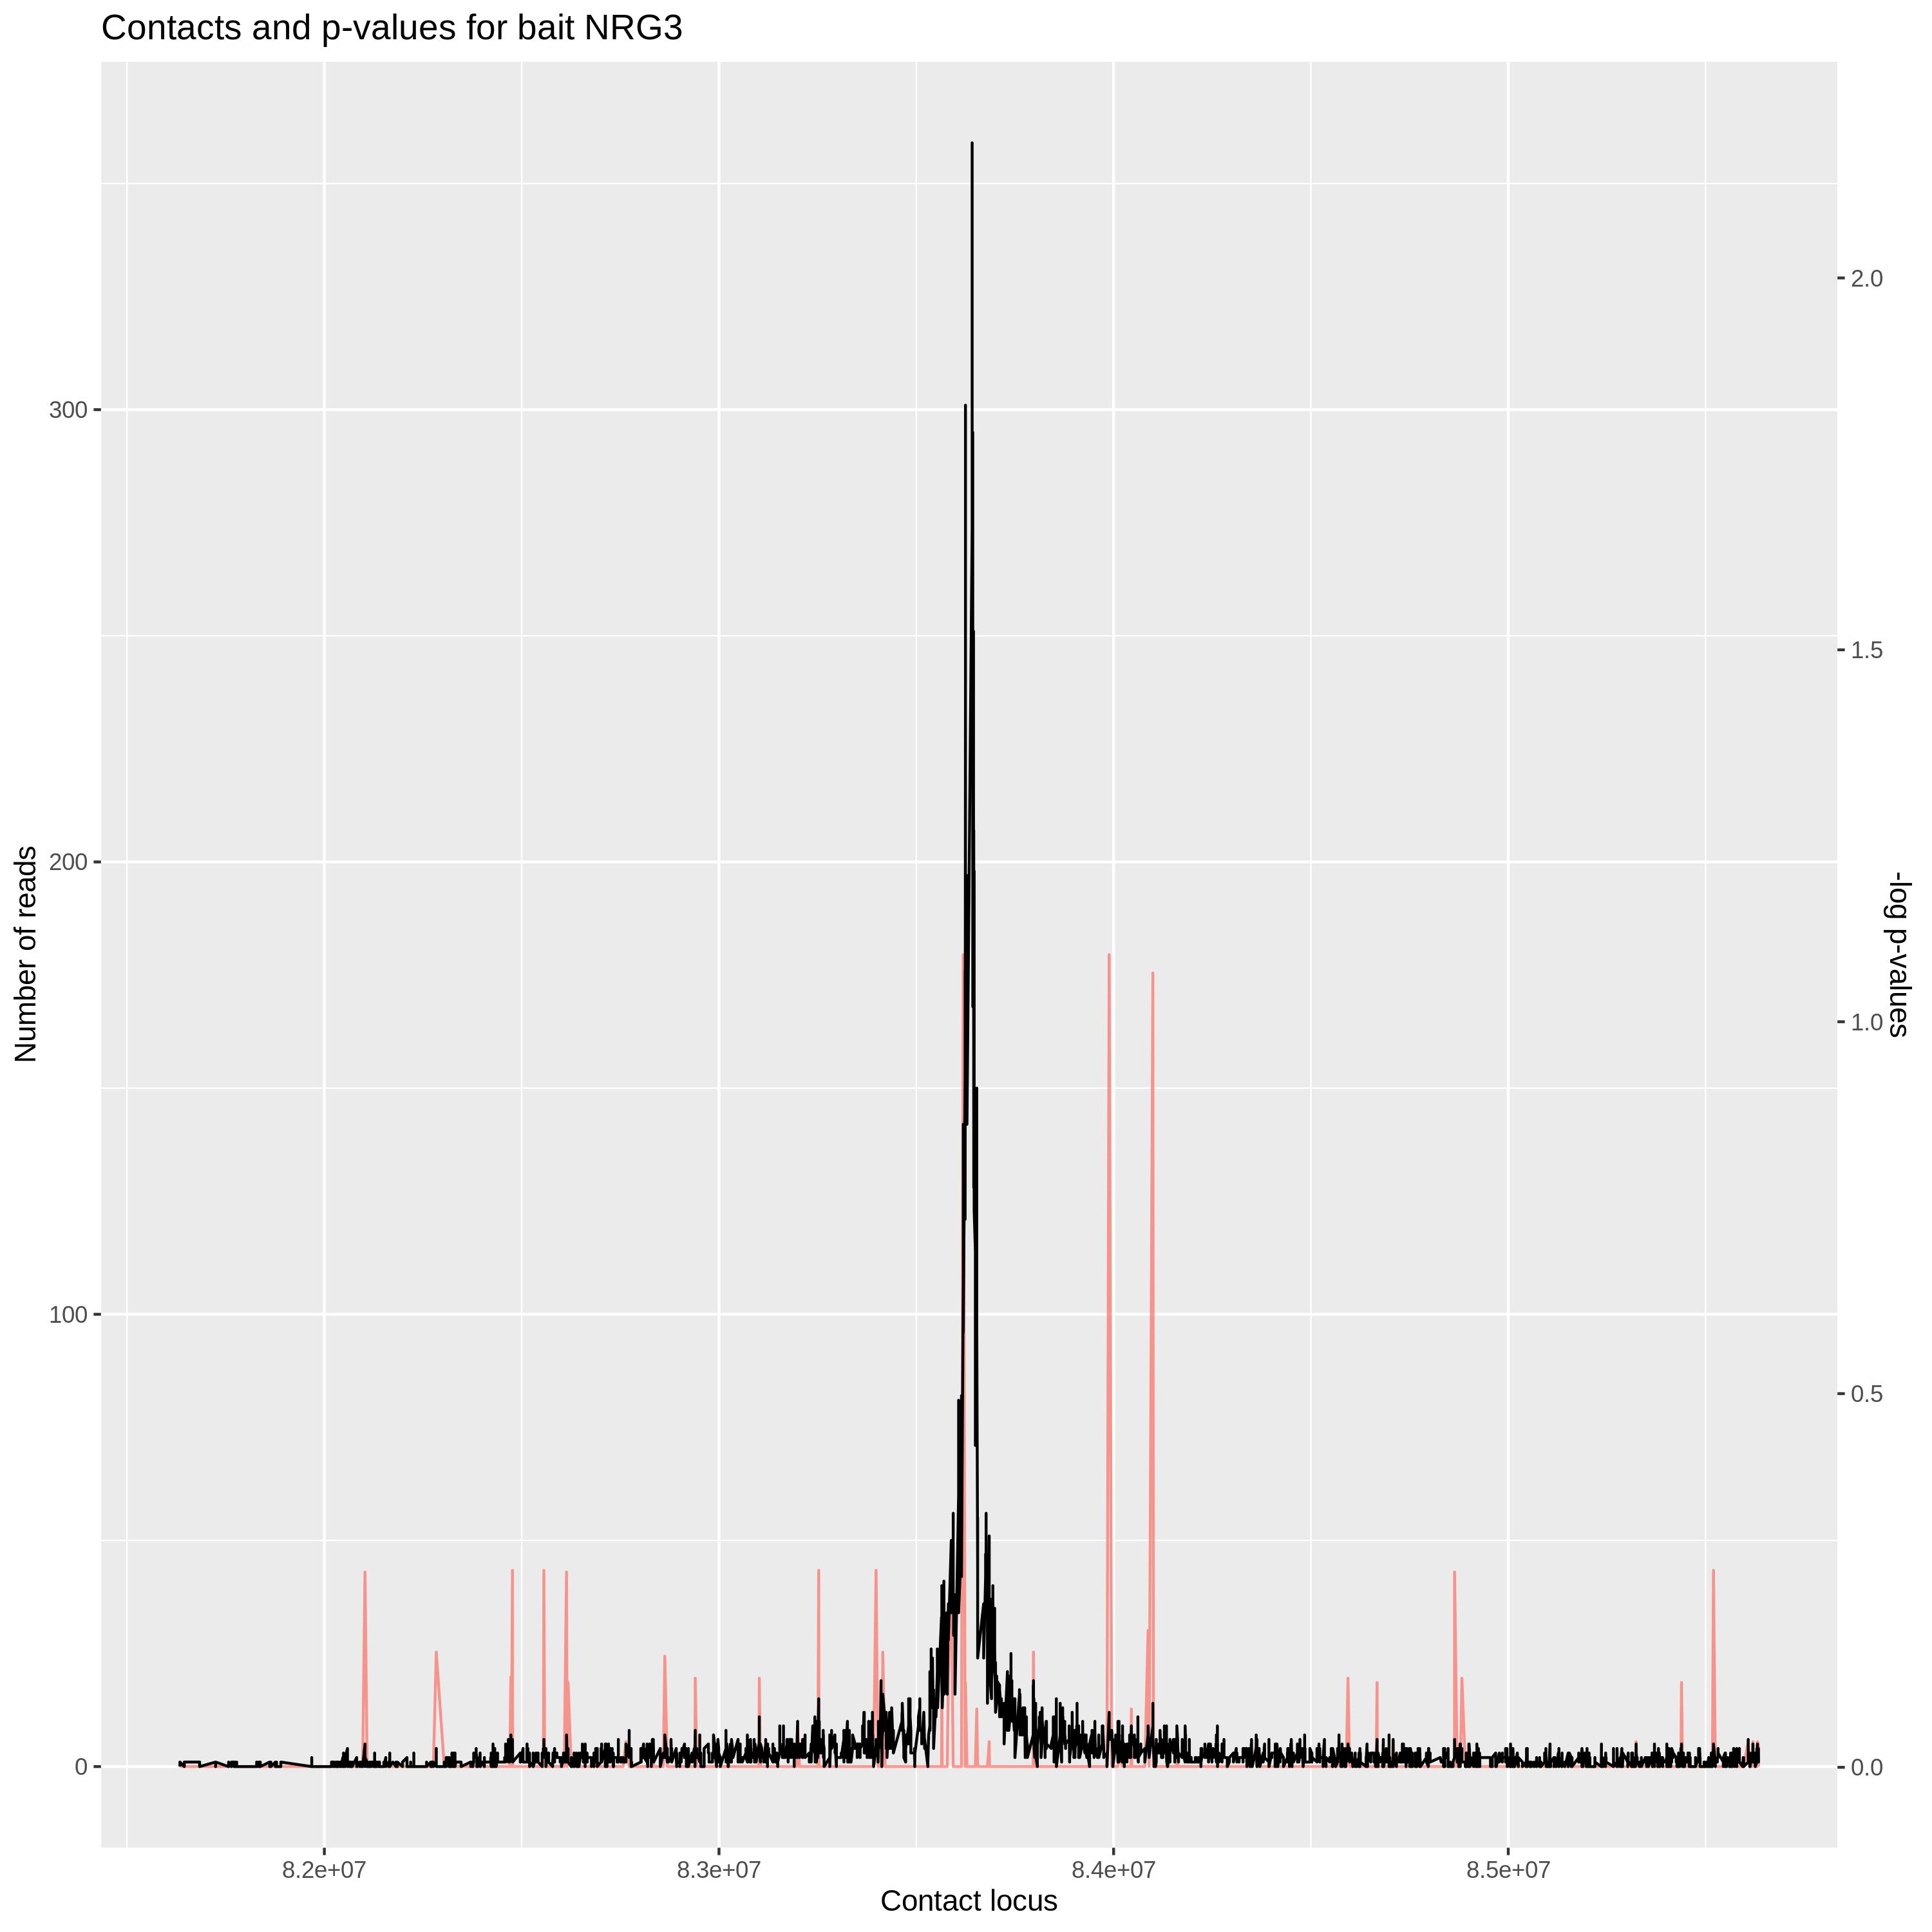 Contacts and p-values for bait NRG3
300
200
100
0
Number of reads
2.0
1.5
1.0
0.5
0.0
-log p-values
8.2e+07 8.3e+07 8.4e+07 8.5e+07
Contact locus